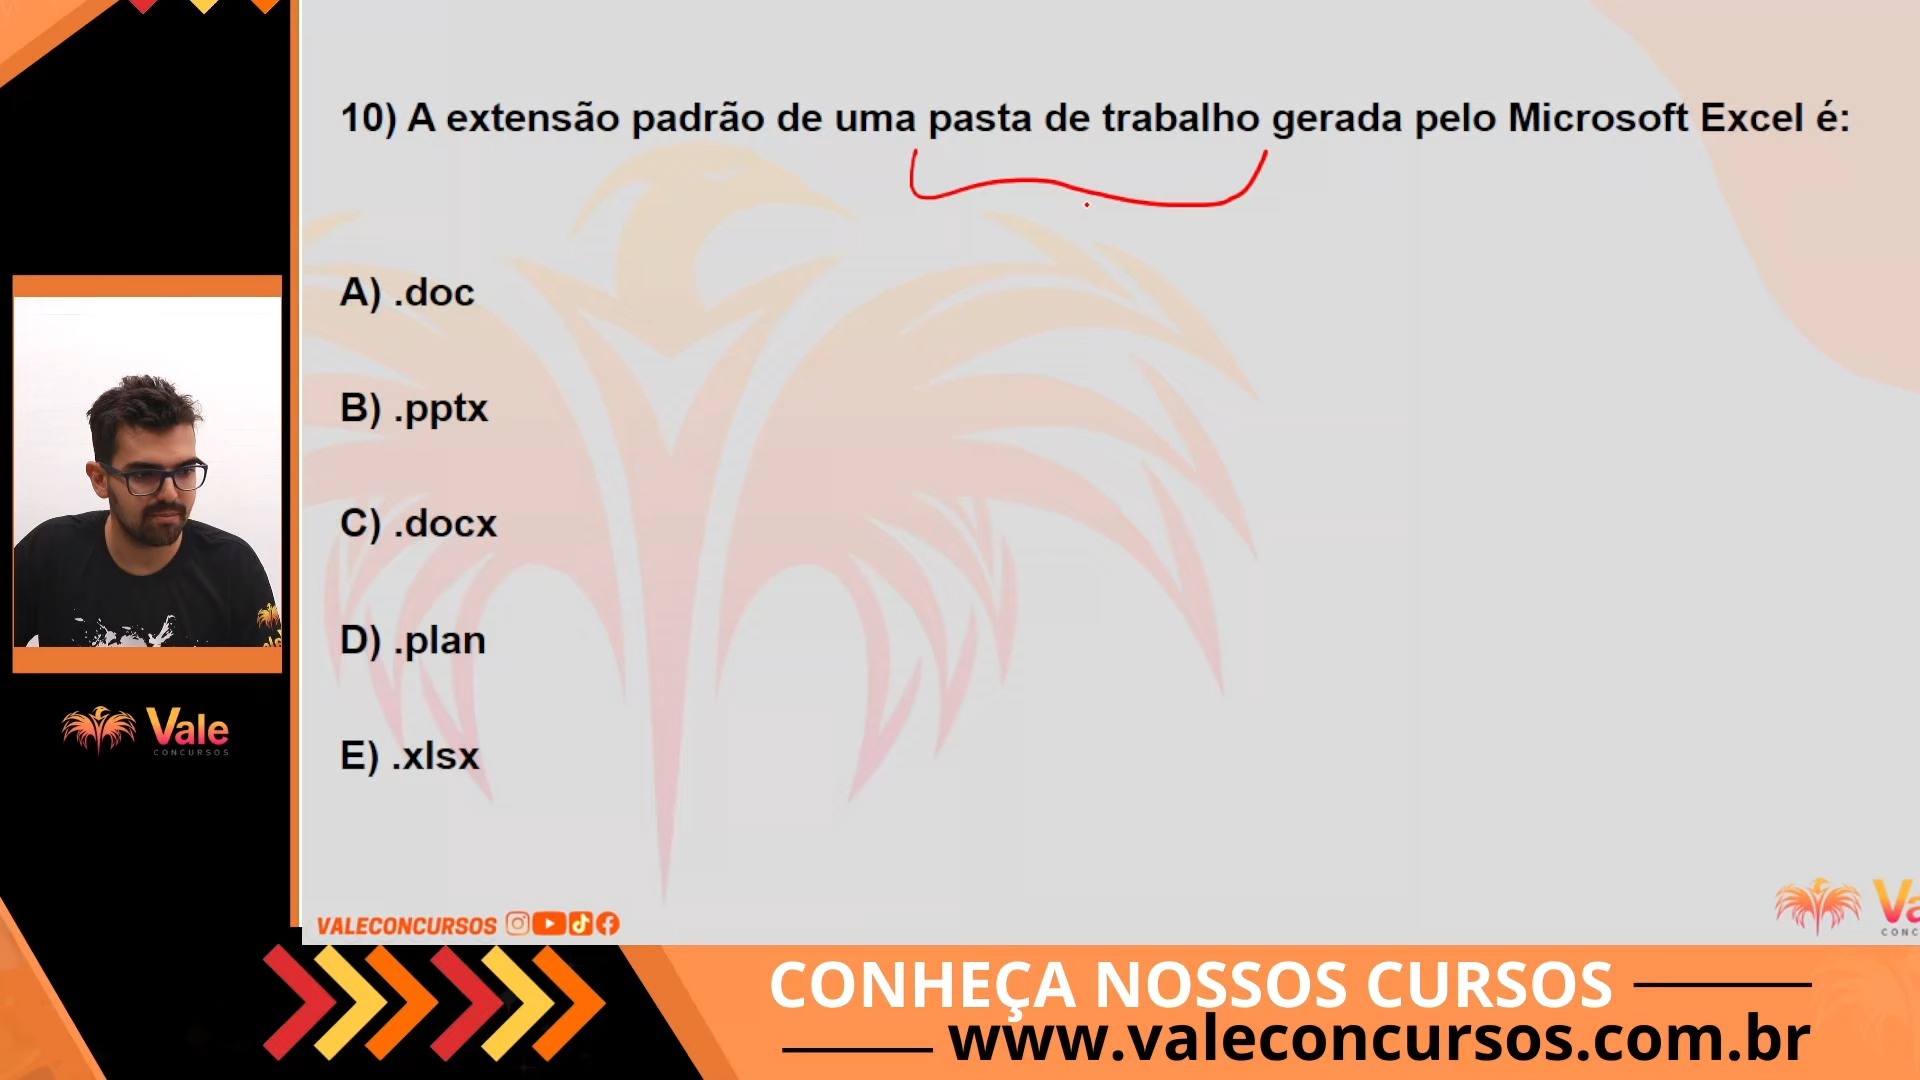 10) A extensão padrão de uma pasta de trabalho gerada pelo Microsoft Excel é:
A) .doc
B) .pptx
C) .docx
D) .plan
E) .xlsx
Vale
CONCURSOS
VALECONCURSOS
CONHEÇA NOSSOS CURSOS
www.valeconcursos.com.br